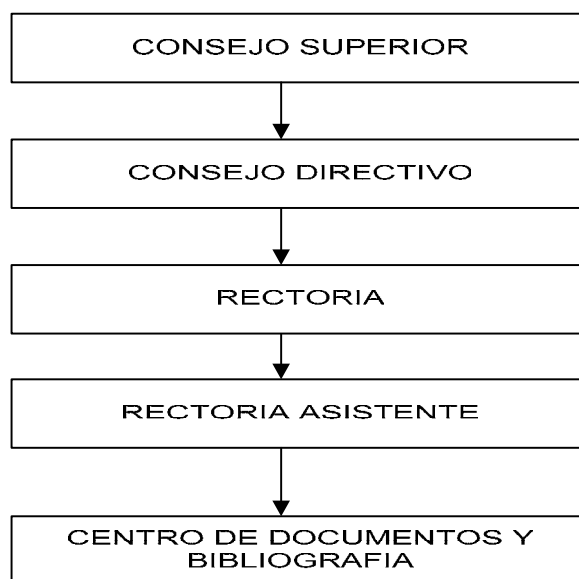 CONSEJO SUPERIOR
CONSEJO DIRECTIVO
RECTORIA
RECTORIA ASISTENTE
CENTRO DE DOCUMENTOS Y
BIBLIOGRAFIA